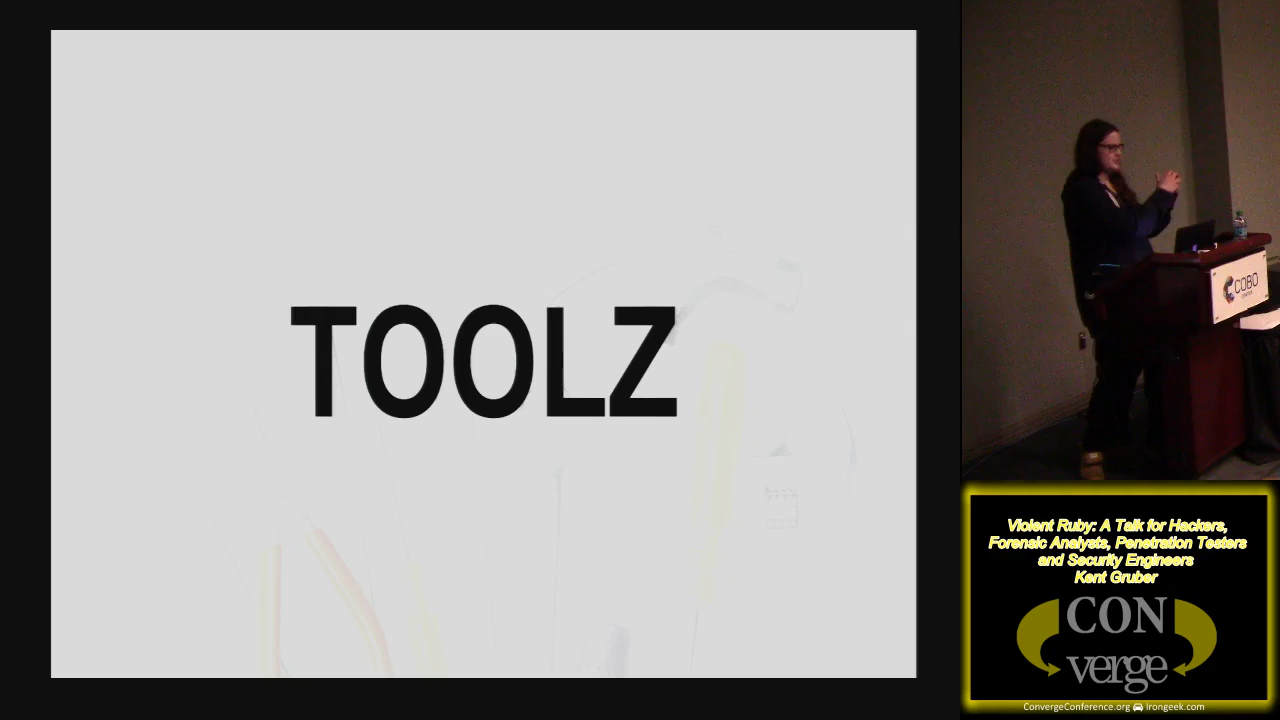 TOOLZ
COBO
Violent Ruby: A Talk for Hackers,
Forensic Analysts, Penetration Testers
and Security Engineers
Kent Gruber
CON
verge
ConvergeConference.org Irongeek.com